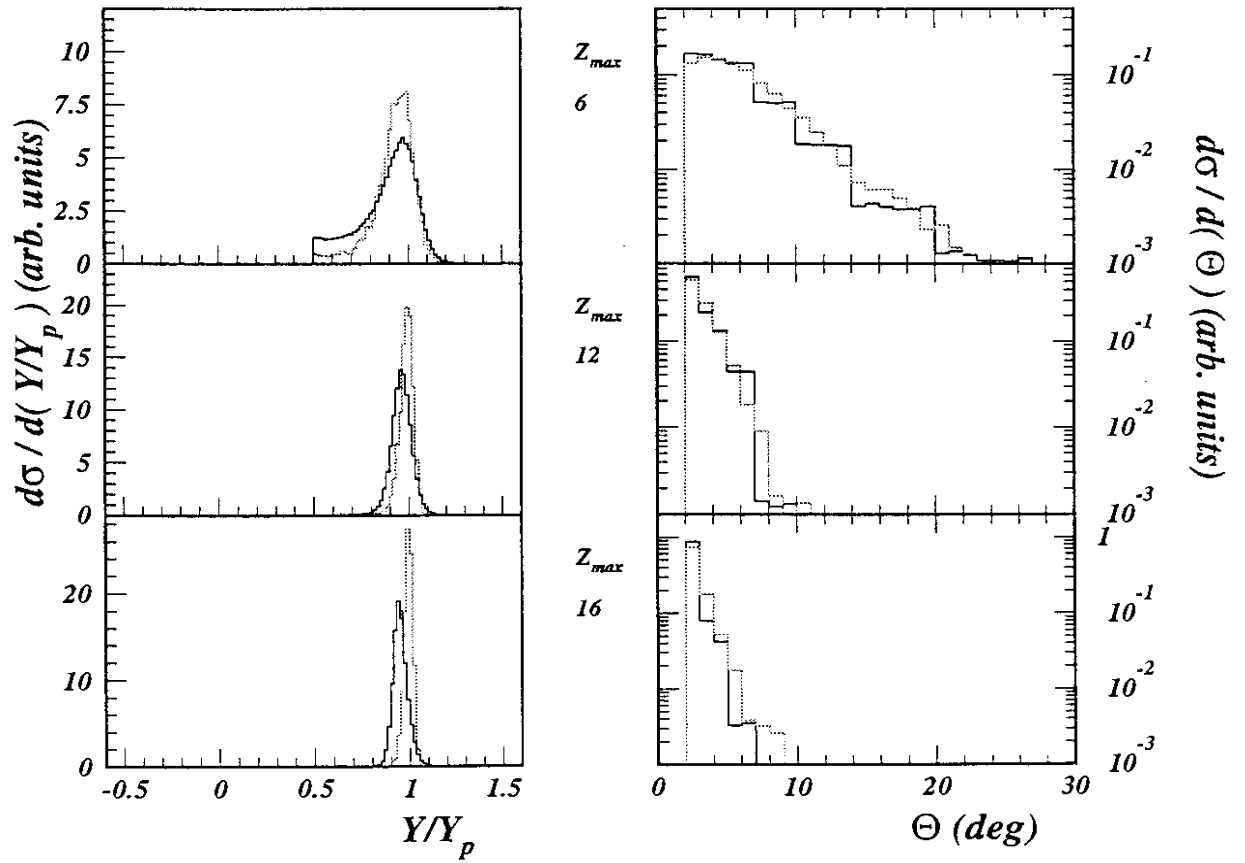 dσ / d( Y/Y_p ) (arb. units)
10
7.5
5
2.5
0
20
15
10
5
0
20
10
0
-0.5 0 0.5 1 1.5
Y/Y_p
Z_max
6
Z_max
12
Z_max
16
10^-1
10^-2
10^-3
10^-1
10^-2
10^-3
1
10^-1
10^-2
10^-3
0 10 20 30
Θ (deg)
dσ / d( Θ ) (arb. units)